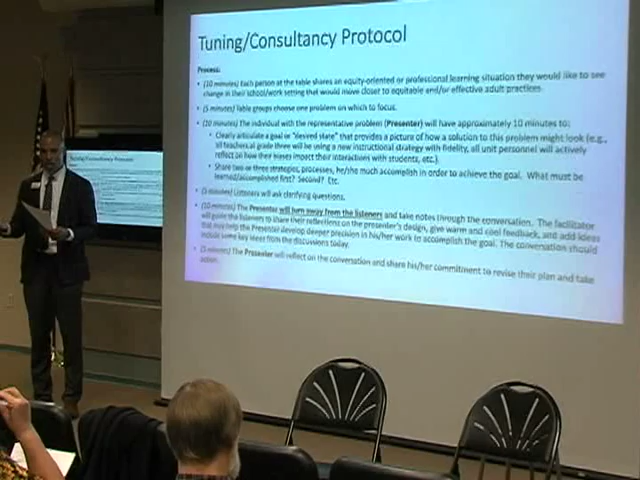 Tuning/Consultancy Protocol
Process:
(10 minutes) Each person at the table shares an equity-oriented or professional learning situation they would like to see
change in their school/work setting that would move closer to equitable and/or effective adult practices.
(5 minutes) Table groups choose one problem on which to focus.
(10 minutes) The individual with the representative problem (Presenter) will have approximately 10 minutes to:
Clearly articulate a goal or "desired state" that provides a picture of how a solution to this problem might look (e.g.,
all teachers at grade three will be using a new instructional strategy with fidelity, all unit personnel will actively
reflect on how their biases impact their interactions with students, etc.)
Share two or three strategies, processes, he/she must accomplish in order to achieve the goal. What must be
learned/accomplished first? Second? Etc.
(5 minutes) Listeners will ask clarifying questions.
(10 minutes) The Presenter will turn away from the listeners and take notes through the conversation. The facilitator
will guide the listeners to share their reflections on the presenter's design, give warm and cool feedback, and add ideas
that may help the Presenter develop deeper precision in his/her work to accomplish the goal. The conversation should
include some key ideas from the discussions today.
(5 minutes) The Presenter will reflect on the conversation and share his/her commitment to revise their plan and take
action.
Tuning/Consultancy Protocol